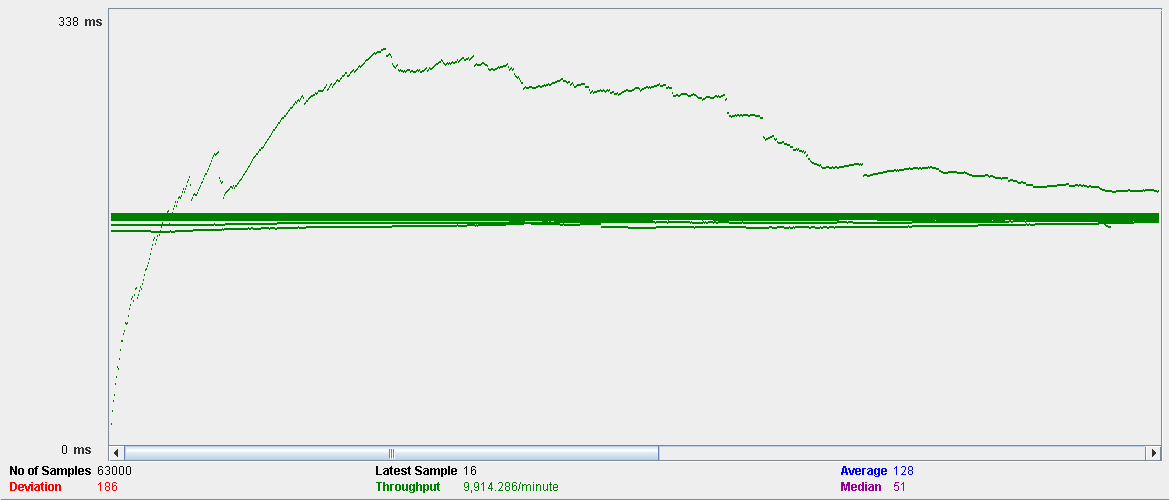 338 ms
0 ms
No of Samples 63000 Latest Sample 16 Average 128
Deviation 186 Throughput 9,914.286/minute Median 51